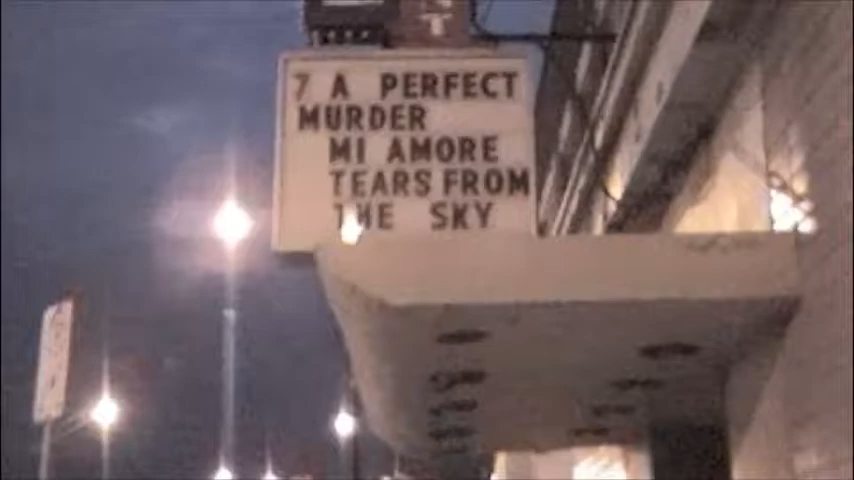 7 A PERFECT
MURDER
MI AMORE
TEARS FROM
THE SKY